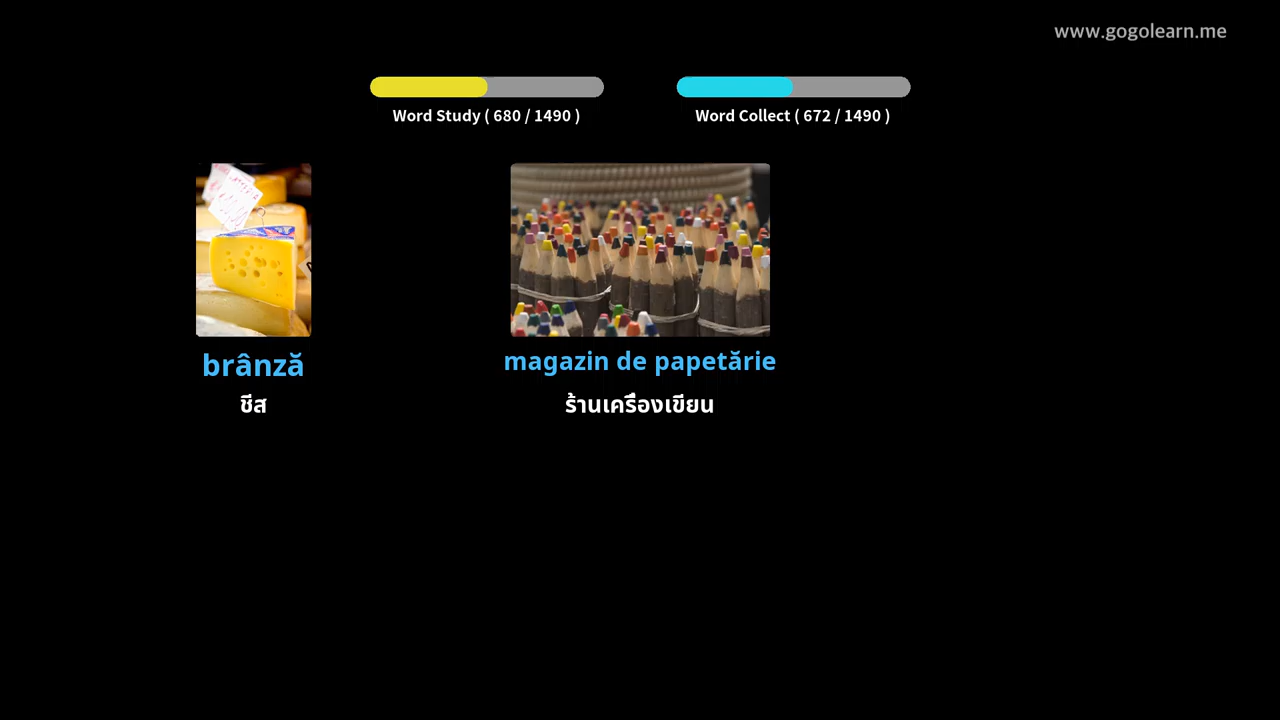 www.gogolearn.me
Word Study ( 680 / 1490 )
Word Collect ( 672 / 1490 )
brânză
magazin de papetărie
ชีส
ร้านเครื่องเขียน